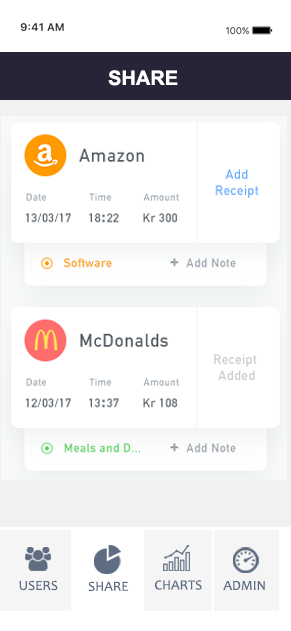 9:41 AM 100%
SHARE
Amazon
Add
Receipt
Date Time Amount
13/03/17 18:22 Kr 300
Software + Add Note
McDonalds
Receipt
Added
Date Time Amount
12/03/17 13:37 Kr 108
Meals and D... + Add Note
USERS SHARE CHARTS ADMIN